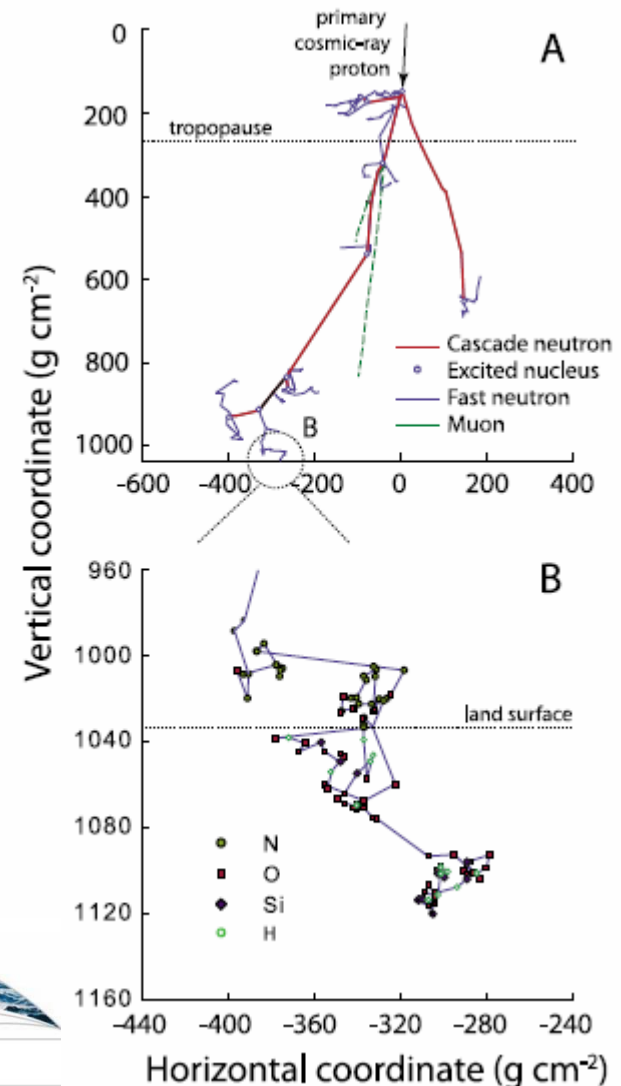 primary
cosmic-ray
proton
A
0
200
400
600
800
1000
tropopause
Cascade neutron
Excited nucleus
Fast neutron
Muon
B
-600 -400 -200 0 200 400
Vertical coordinate (g cm-2)
B
960
1000
1040
1080
1120
1160
land surface
N
O
Si
H
-440 -400 -360 -320 -280 -240
Horizontal coordinate (g cm-2)